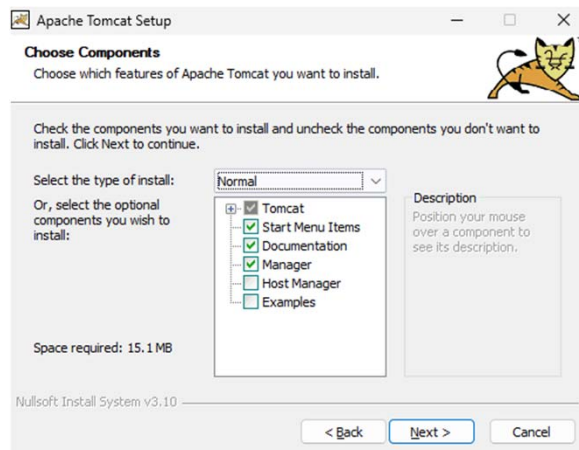 Apache Tomcat Setup
Choose Components
Choose which features of Apache Tomcat you want to install.
Check the components you want to install and uncheck the components you don't want to
install. Click Next to continue.
Select the type of install:
Normal
Or, select the optional
components you wish to
install:
Tomcat
Start Menu Items
Documentation
Manager
Host Manager
Examples
Description
Position your mouse
over a component to
see its description.
Space required: 15.1 MB
Nullsoft Install System v3.10
< Back
Next >
Cancel